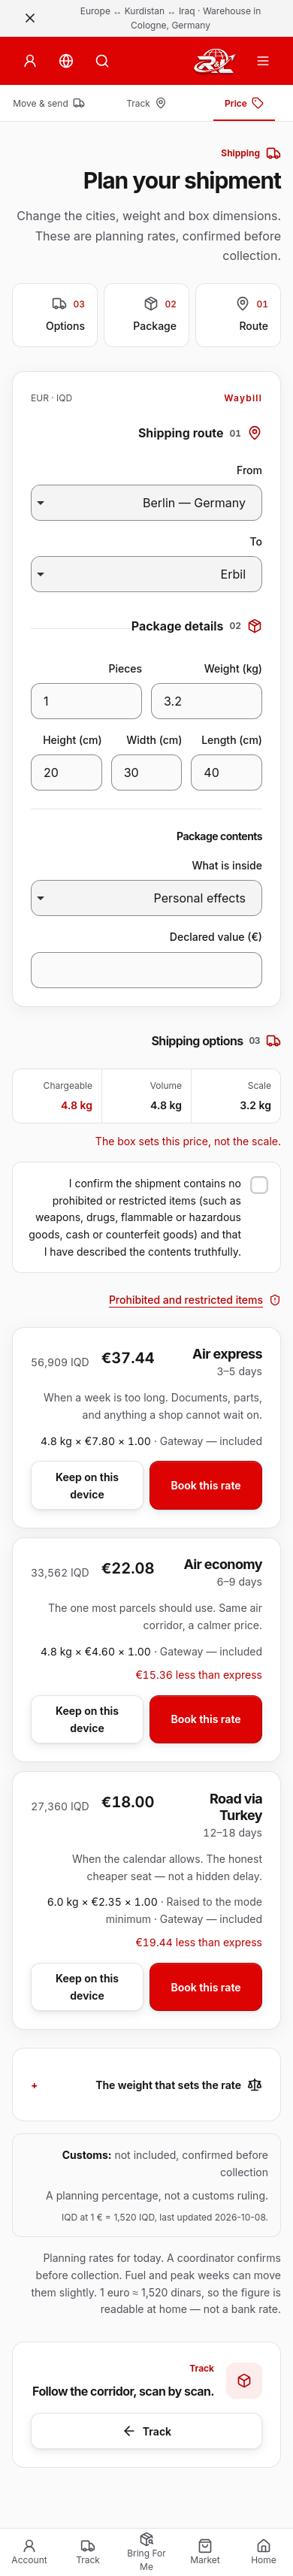 Europe ↔ Kurdistan ↔ Iraq · Warehouse in
Cologne, Germany
R&L
Move & send
Track
Price
Shipping
Plan your shipment
Change the cities, weight and box dimensions.
These are planning rates, confirmed before
collection.
01
Route
02
Package
03
Options
Waybill
EUR · IQD
Shipping route 01
From
Berlin — Germany
To
Erbil
Package details 02
Weight (kg)
Pieces
3.2
1
Length (cm)
Width (cm)
Height (cm)
40
30
20
Package contents
What is inside
Personal effects
Declared value (€)
Shipping options 03
Scale
Volume
Chargeable
3.2 kg
4.8 kg
4.8 kg
The box sets this price, not the scale.
I confirm the shipment contains no
prohibited or restricted items (such as
weapons, drugs, flammable or hazardous
goods, cash or counterfeit goods) and that
I have described the contents truthfully.
Prohibited and restricted items
Air express
3–5 days
€37.44
56,909 IQD
When a week is too long. Documents, parts,
and anything a shop cannot wait on.
4.8 kg × €7.80 × 1.00 · Gateway — included
Book this rate
Keep on this
device
Air economy
6–9 days
€22.08
33,562 IQD
The one most parcels should use. Same air
corridor, a calmer price.
4.8 kg × €4.60 × 1.00 · Gateway — included
€15.36 less than express
Book this rate
Keep on this
device
Road via
Turkey
12–18 days
€18.00
27,360 IQD
When the calendar allows. The honest
cheaper seat — not a hidden delay.
6.0 kg × €2.35 × 1.00 · Raised to the mode
minimum · Gateway — included
€19.44 less than express
Book this rate
Keep on this
device
The weight that sets the rate
+
Customs: not included, confirmed before
collection
A planning percentage, not a customs ruling.
IQD at 1 € = 1,520 IQD, last updated 2026-10-08.
Planning rates for today. A coordinator confirms
before collection. Fuel and peak weeks can move
them slightly. 1 euro ≈ 1,520 dinars, so the figure is
readable at home — not a bank rate.
Track
Follow the corridor, scan by scan.
← Track
Account
Track
Bring For
Me
Market
Home